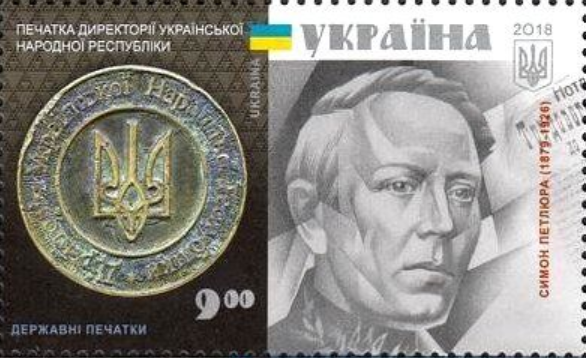 ПЕЧАТКА ДИРЕКТОРІЇ УКРАЇНСЬКОЇ
НАРОДНОЇ РЕСПУБЛІКИ
УКРАЇНА
2018
UKRAINA
СИМОН ПЕТЛЮРА (1879-1926)
9 00
ДЕРЖАВНІ ПЕЧАТКИ